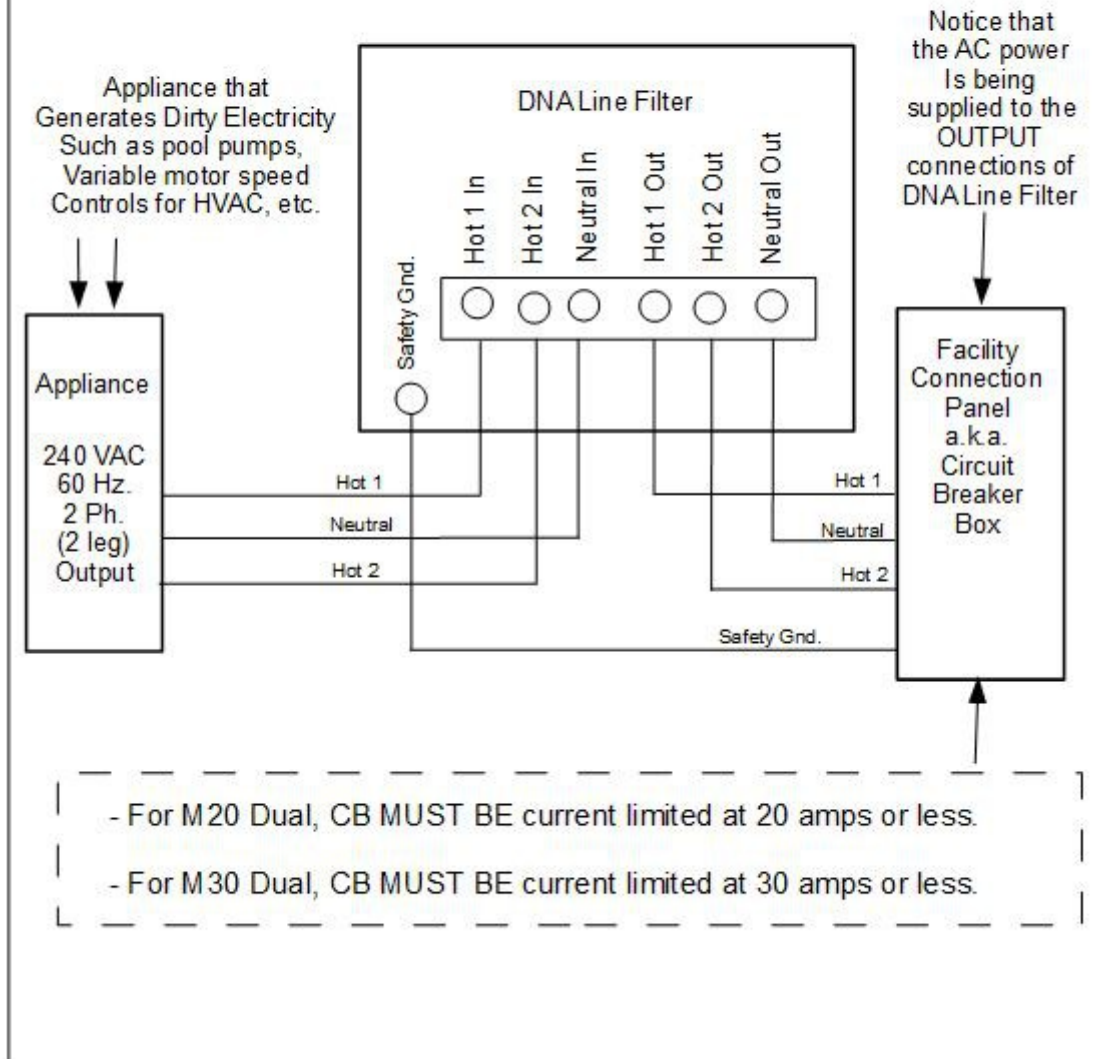 Appliance that
Generates Dirty Electricity
Such as pool pumps,
Variable motor speed
Controls for HVAC, etc.
DNA Line Filter
Notice that
the AC power
Is being
supplied to the
OUTPUT
connections of
DNA Line Filter
Safety Gnd.
Hot 1 In
Hot 2 In
Neutral In
Hot 1 Out
Hot 2 Out
Neutral Out
Appliance
240 VAC
60 Hz.
2 Ph.
(2 leg)
Output
Hot 1
Neutral
Hot 2
Hot 1
Neutral
Hot 2
Safety Gnd.
Facility
Connection
Panel
a.k.a.
Circuit
Breaker
Box
- For M20 Dual, CB MUST BE current limited at 20 amps or less.
- For M30 Dual, CB MUST BE current limited at 30 amps or less.